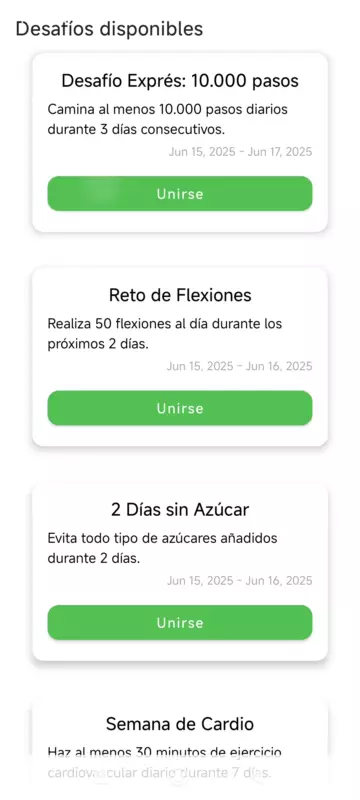 Desafíos disponibles
Desafío Exprés: 10.000 pasos
Camina al menos 10.000 pasos diarios
durante 3 días consecutivos.
Jun 15, 2025 - Jun 17, 2025
Unirse
Reto de Flexiones
Realiza 50 flexiones al día durante los
próximos 2 días.
Jun 15, 2025 - Jun 16, 2025
Unirse
2 Días sin Azúcar
Evita todo tipo de azúcares añadidos
durante 2 días.
Jun 15, 2025 - Jun 16, 2025
Unirse
Semana de Cardio
Haz al menos 30 minutos de ejercicio
cardiovascular diario durante 7 días.